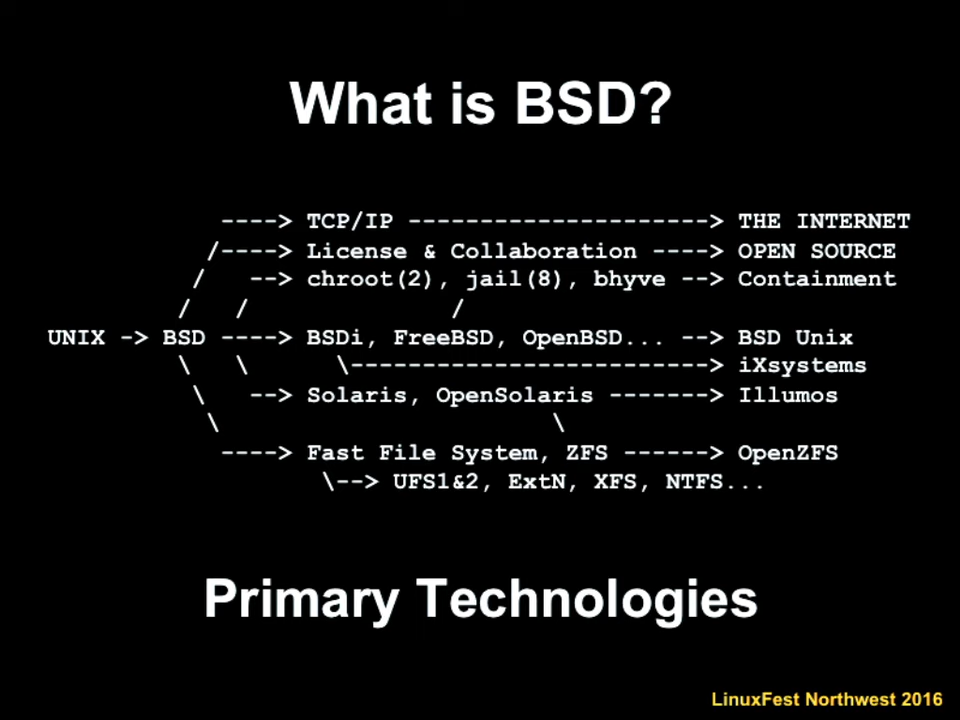 What is BSD?
----> TCP/IP ---------------------> THE INTERNET
/----> License & Collaboration ----> OPEN SOURCE
/ --> chroot(2), jail(8), bhyve --> Containment
/ / /
UNIX -> BSD ----> BSDi, FreeBSD, OpenBSD... --> BSD Unix
\ \ \-------------------------> iXsystems
\ --> Solaris, OpenSolaris -------> Illumos
\ \
----> Fast File System, ZFS ------> OpenZFS
\--> UFS1&2, ExtN, XFS, NTFS...
Primary Technologies
LinuxFest Northwest 2016